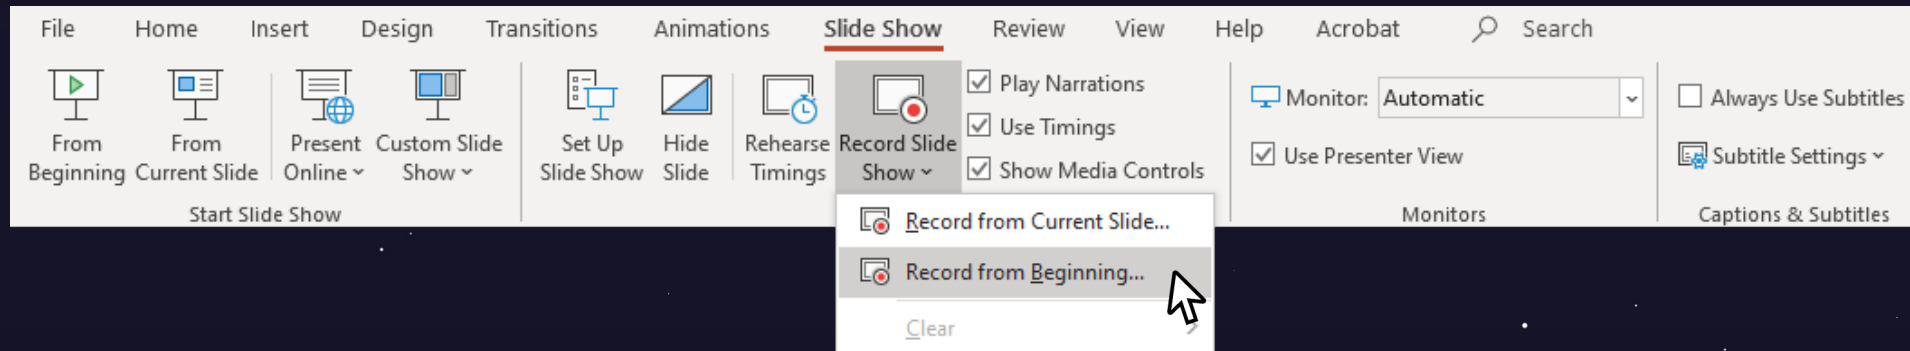 File Home Insert Design Transitions Animations Slide Show Review View Help Acrobat Search
From Beginning
From Current Slide
Present Online
Custom Slide Show
Start Slide Show
Set Up Slide Show
Hide Slide
Rehearse Timings
Record Slide Show
Play Narrations
Use Timings
Show Media Controls
Record from Current Slide...
Record from Beginning...
Clear
Monitor: Automatic
Use Presenter View
Monitors
Always Use Subtitles
Subtitle Settings
Captions & Subtitles